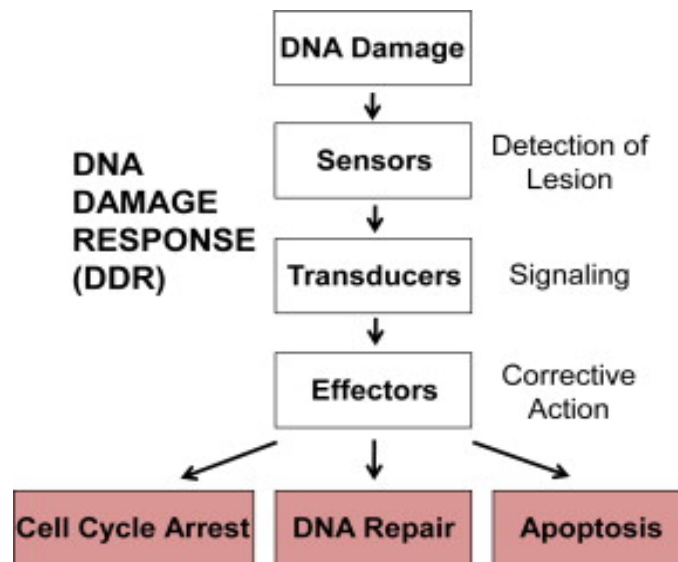 DNA Damage
Sensors
Detection of
Lesion
DNA
DAMAGE
RESPONSE
(DDR)
Transducers
Signaling
Effectors
Corrective
Action
Cell Cycle Arrest
DNA Repair
Apoptosis